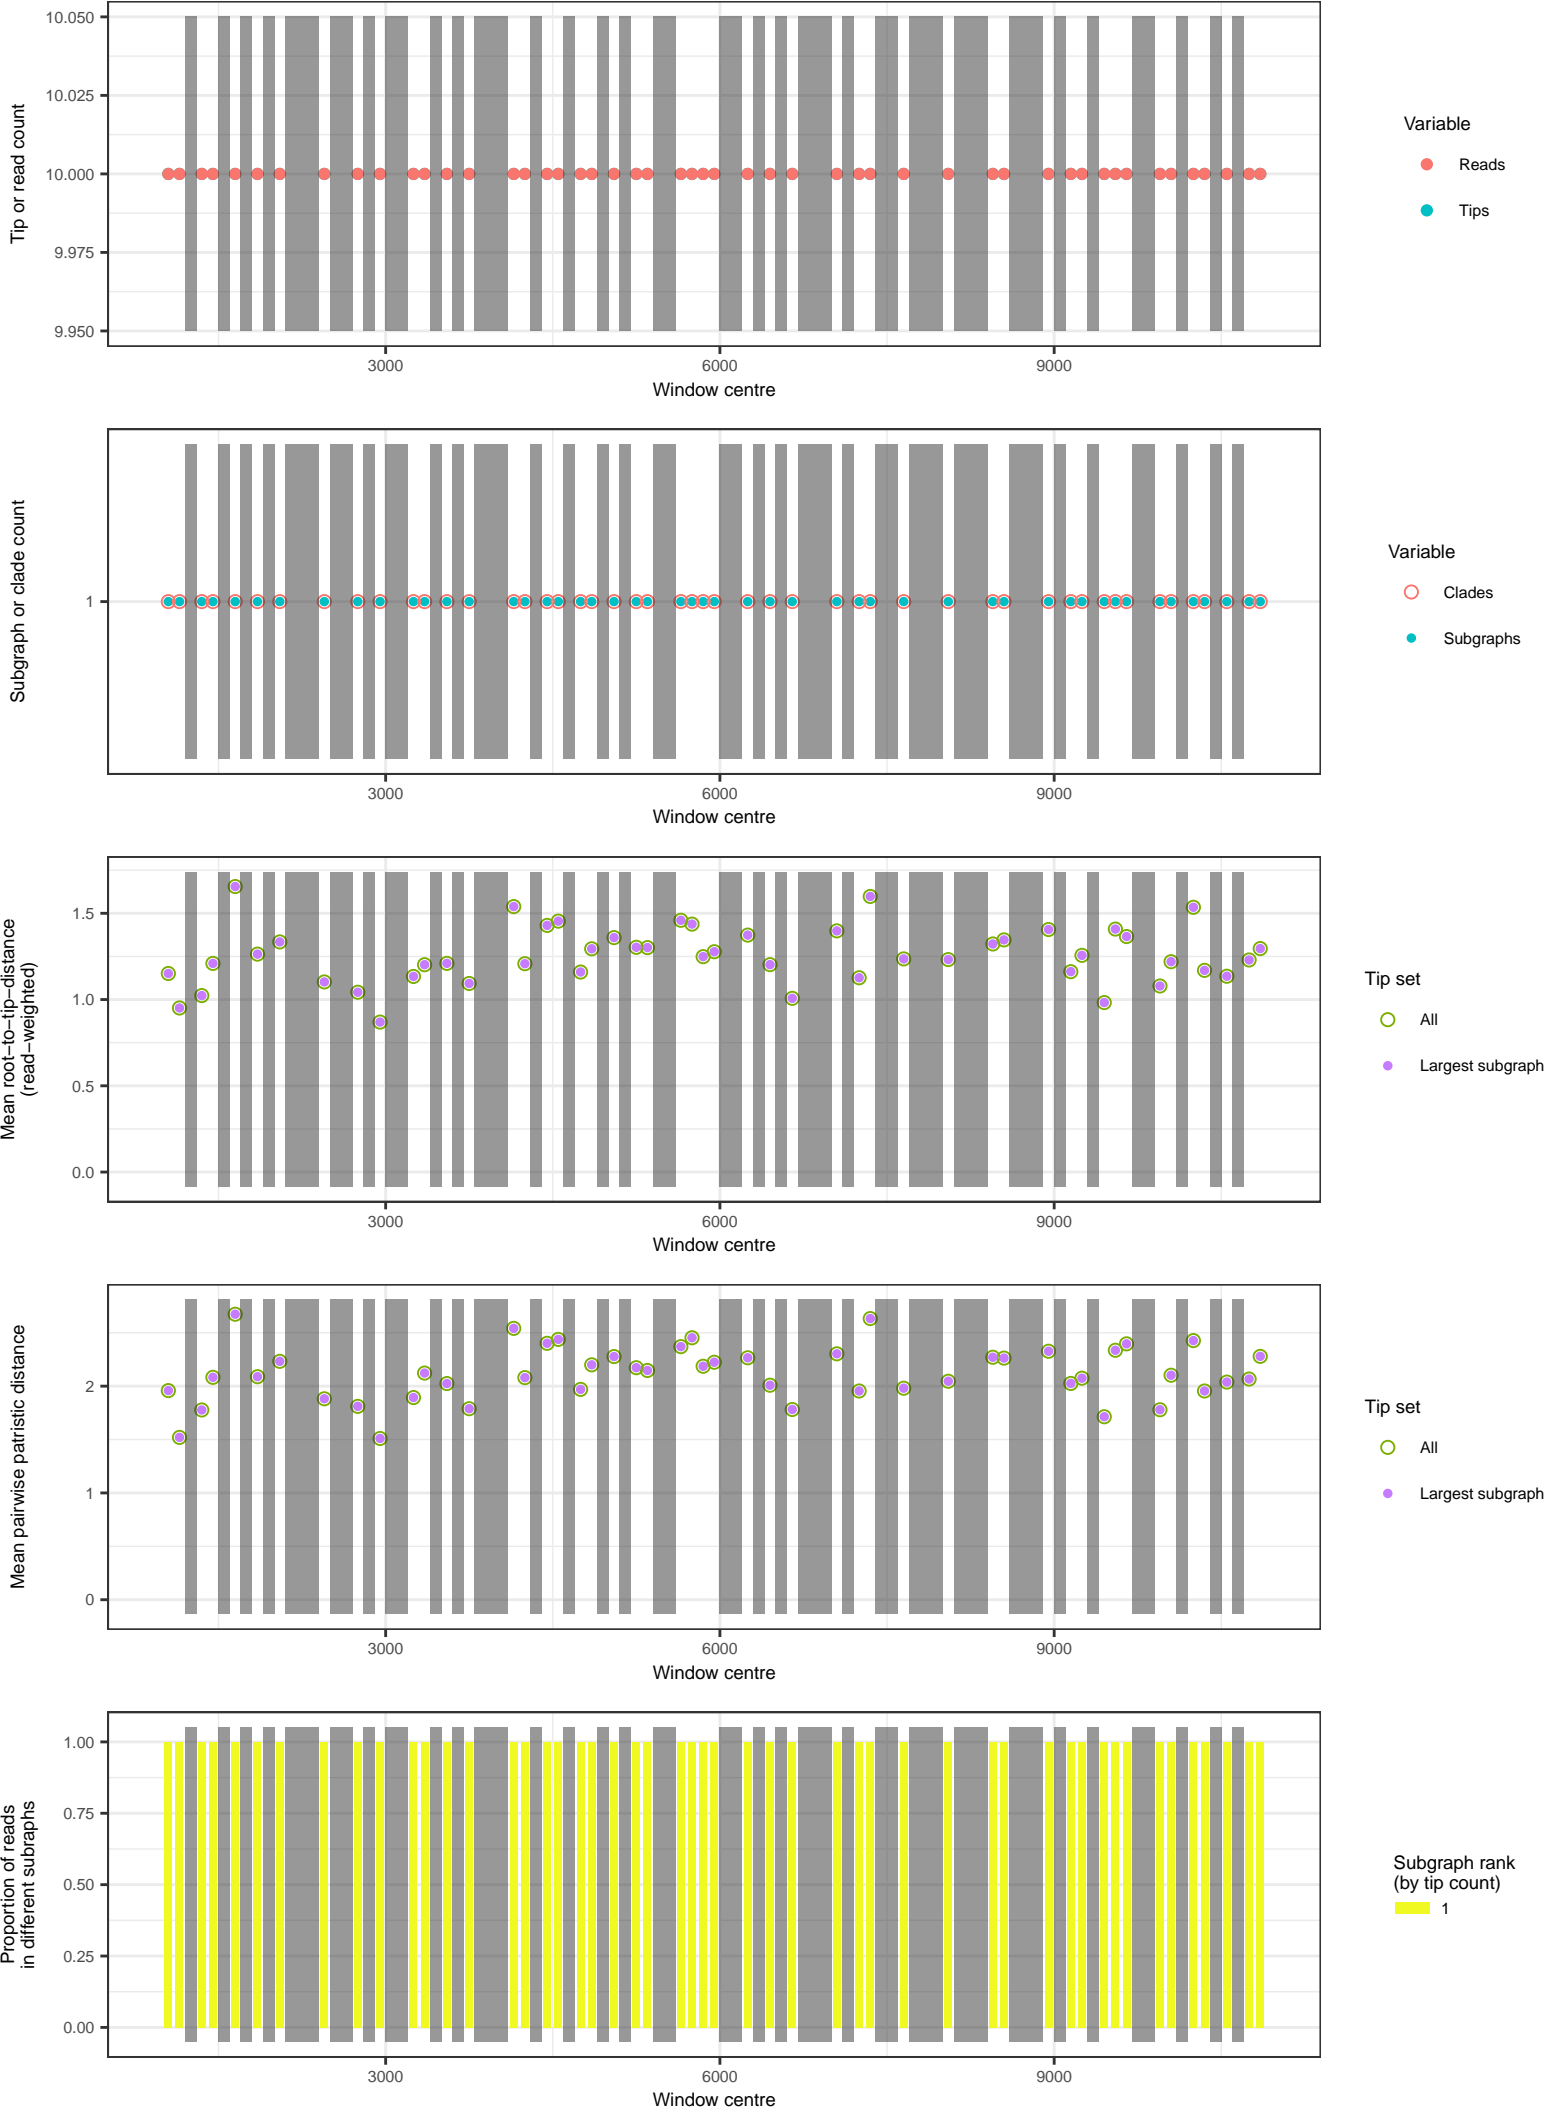 10.050
10.025
10.000
9.975
9.950
Tip or read count
3000
6000
9000
Window centre
Variable
Reads
Tips
1
Subgraph or clade count
3000
6000
9000
Window centre
Variable
Clades
Subgraphs
1.5
1.0
0.5
0.0
Mean root−to−tip−distance
(read−weighted)
3000
6000
9000
Window centre
Tip set
All
Largest subgraph
2
1
0
Mean pairwise patristic distance
3000
6000
9000
Window centre
Tip set
All
Largest subgraph
1.00
0.75
0.50
0.25
0.00
Proportion of reads
in different subraphs
3000
6000
9000
Window centre
Subgraph rank
(by tip count)
1